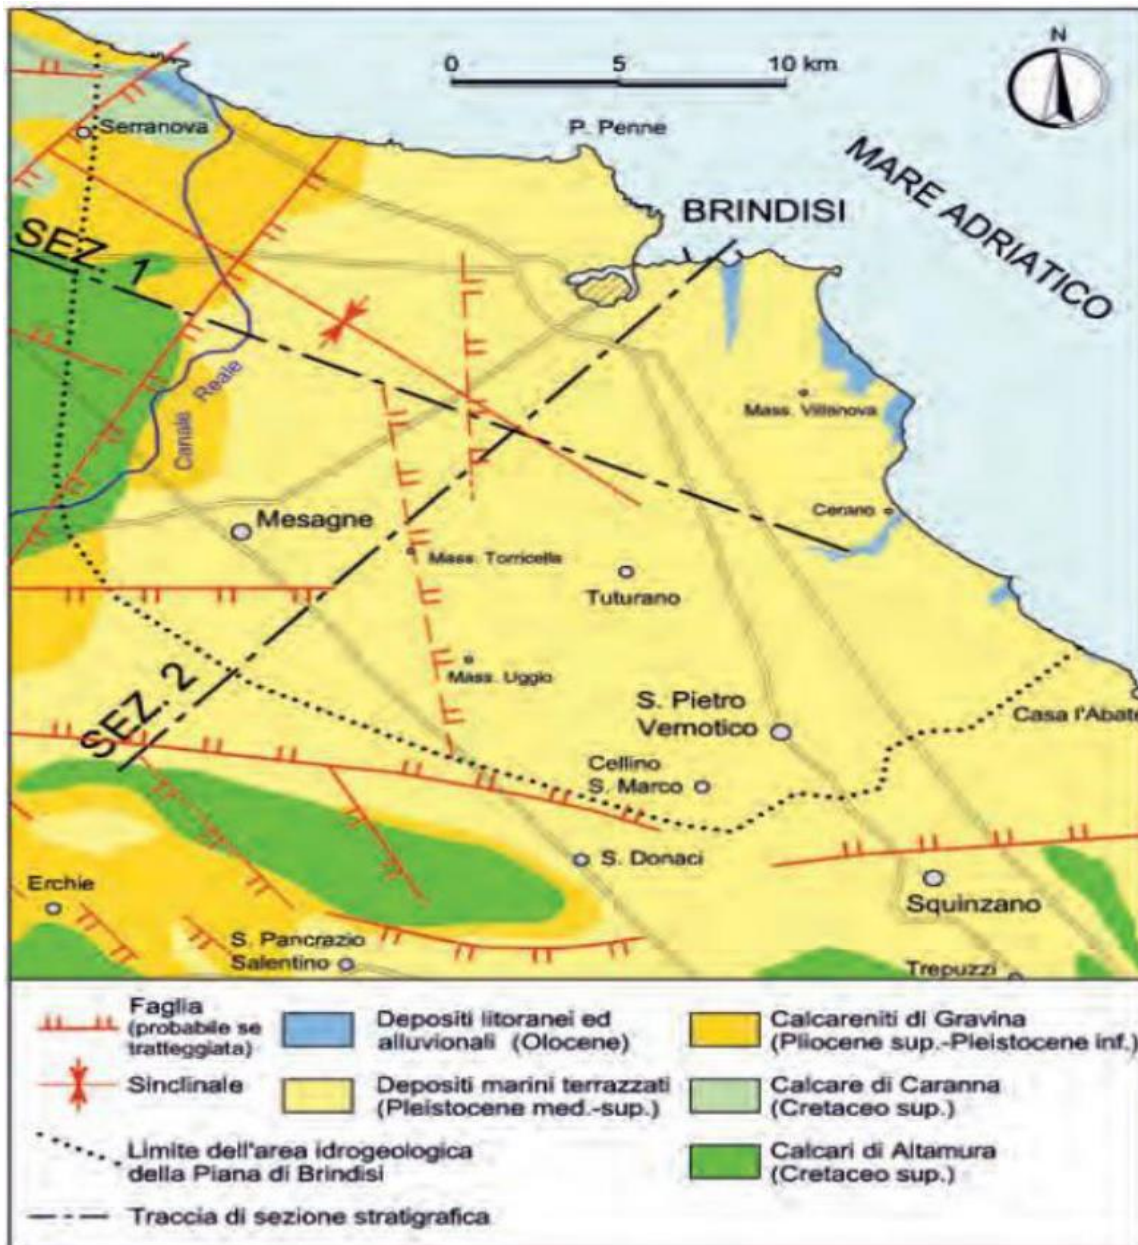 0 5 10 km
N
Serranova
P. Penne
MARE ADRIATICO
BRINDISI
SEZ. 1
Canale Reale
Mass. Villanova
Mesagne
Cerano
Mass. Torricella
Tuturano
Mass. Uggio
SEZ. 2
S. Pietro
Vernotico
Casa l'Abate
Cellino
S. Marco
S. Donaci
Erchie
Squinzano
S. Pancrazio
Salentino
Trepuzzi
Faglia
(probabile se
tratteggiata)
Sinclinale
Limite dell'area idrogeologica
della Piana di Brindisi
Traccia di sezione stratigrafica
Depositi litoranei ed
alluvionali (Olocene)
Depositi marini terrazzati
(Pleistocene med.-sup.)
Calcareniti di Gravina
(Pliocene sup.-Pleistocene inf.)
Calcare di Caranna
(Cretaceo sup.)
Calcari di Altamura
(Cretaceo sup.)